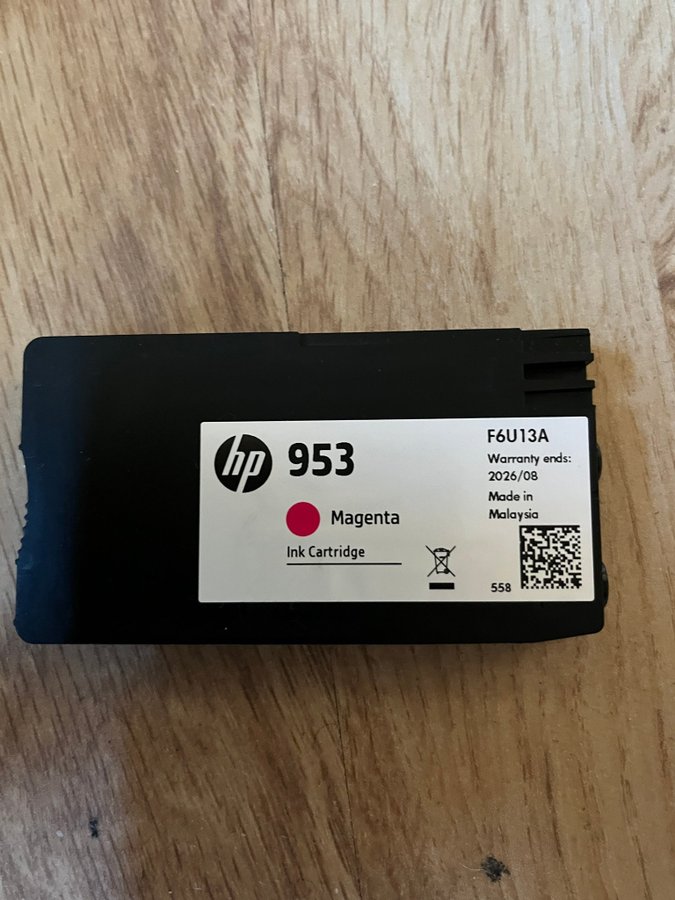 hp 953
Magenta
Ink Cartridge
F6U13A
Warranty ends:
2026/08
Made in
Malaysia
558